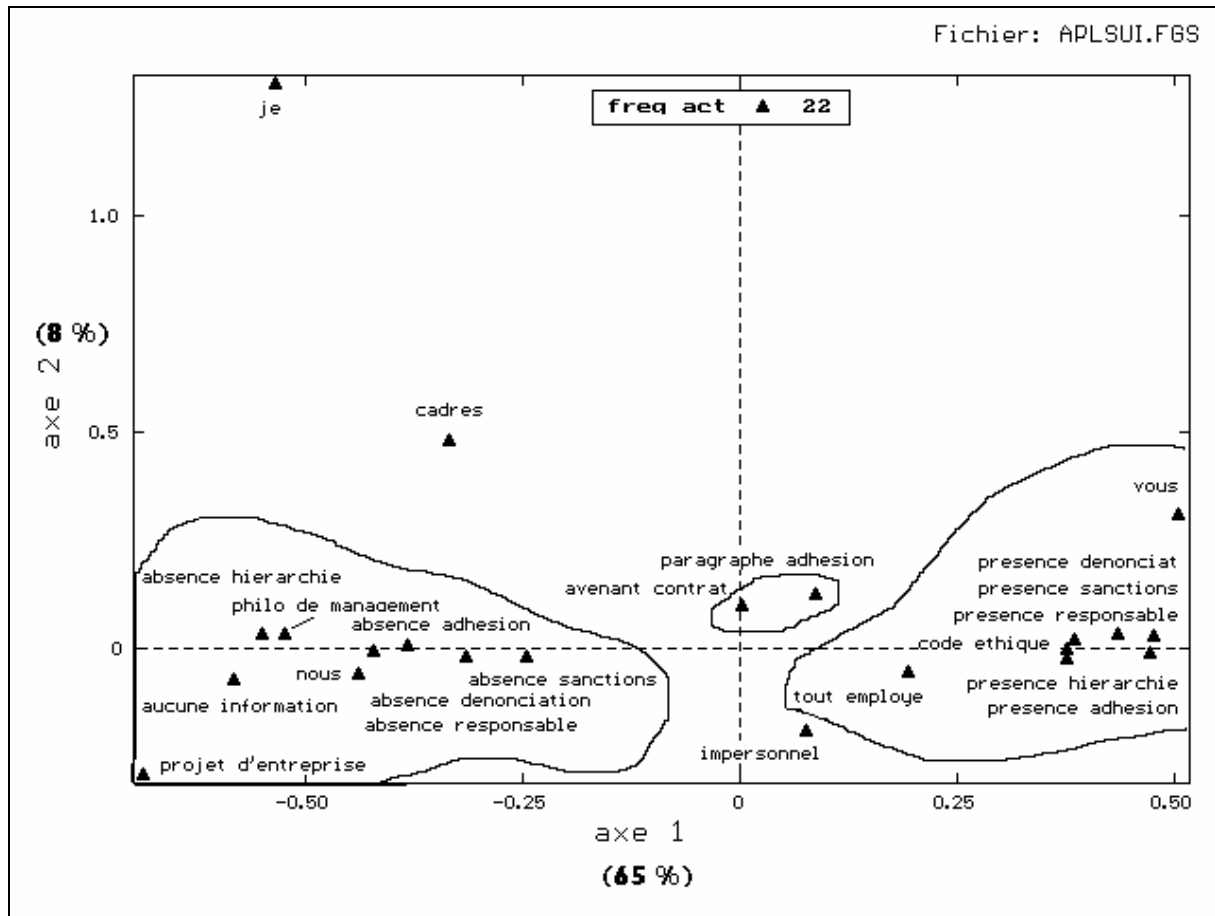 Fichier: APLSUI.FGS
je
freq act ▲ 22
1.0
(8 %)
axe 2
cadres
0.5
vous
paragraphe adhesion
presence denonciat
absence hierarchie
avenant contrat
presence sanctions
philo de management
presence responsable
absence adhesion
code ethique
0
nous
absence sanctions
tout employe
presence hierarchie
aucune information
absence denonciation
presence adhesion
absence responsable
impersonnel
projet d'entreprise
-0.50
-0.25
0
0.25
0.50
axe 1
(65 %)